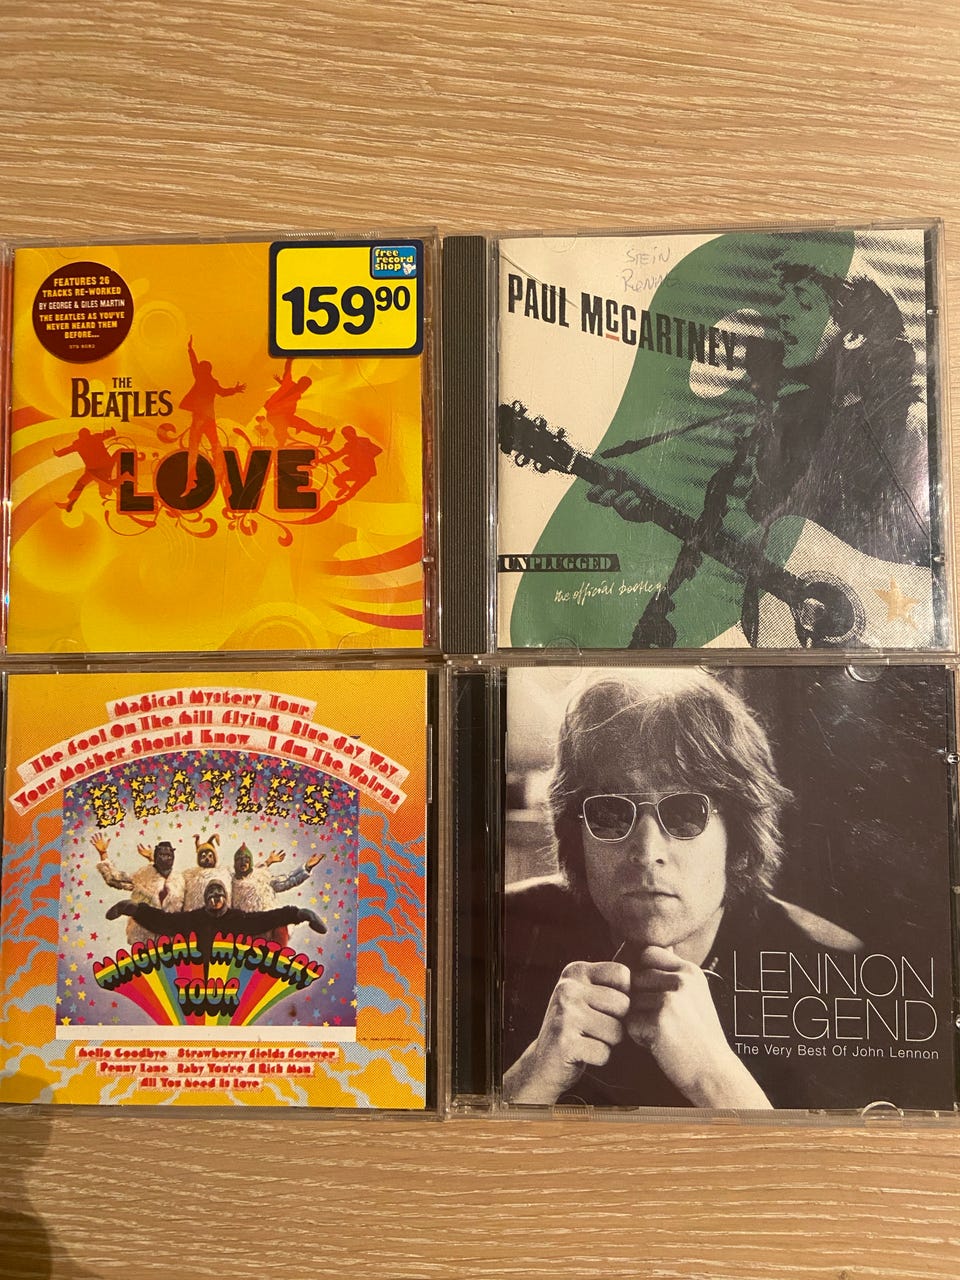 FEATURES 26
TRACKS RE-WORKED
BY GEORGE & GILES MARTIN
THE BEATLES AS YOU'VE
NEVER HEARD THEM
BEFORE...
379 8082
free
record
shop
159⁹⁰
THE
BEATLES
LOVE
STEIN
PAUL McCARTNEY
UNPLUGGED
the official bootleg
Magical Mystery Tour
The Fool On The Hill Flying Blue Jay Way
Your Mother Should Know I Am The Walrus
BEATLES
MAGICAL MYSTERY
TOUR
Hello Goodbye Strawberry Fields Forever
Penny Lane Baby You're A Rich Man
All You Need Is Love
LENNON
LEGEND
The Very Best Of John Lennon